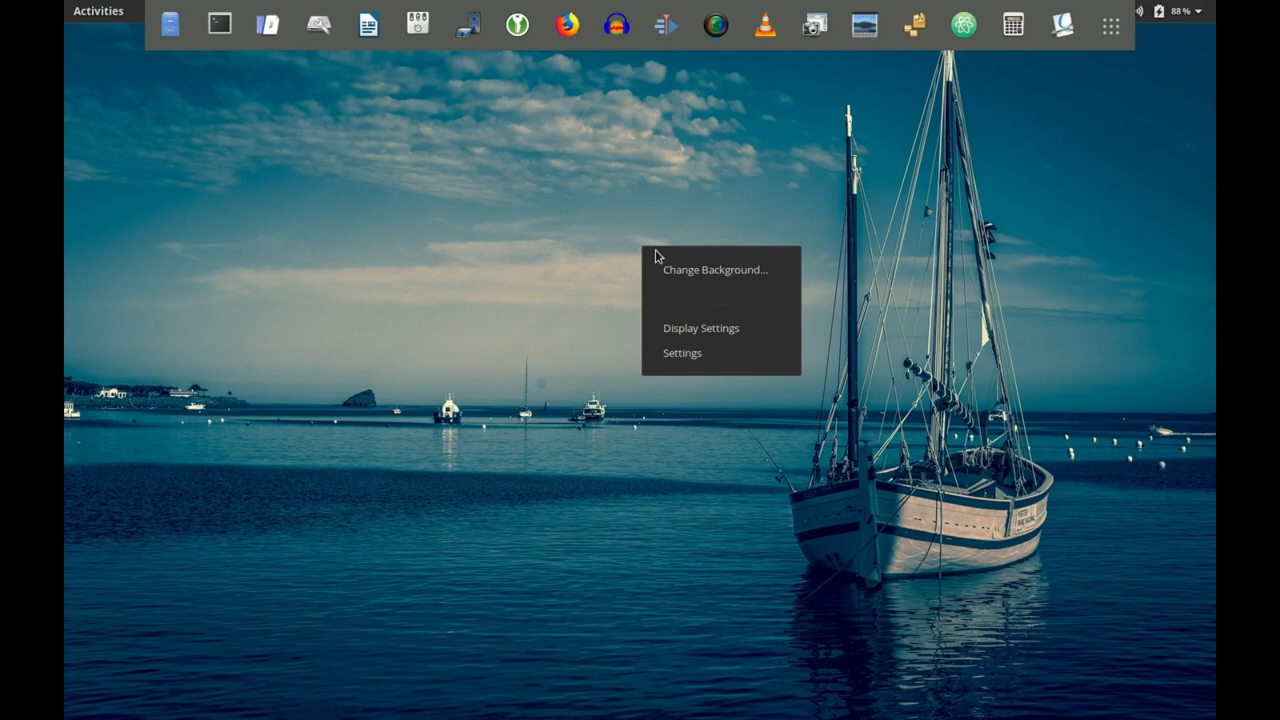 Activities
88 %
Change Background...
Display Settings
Settings